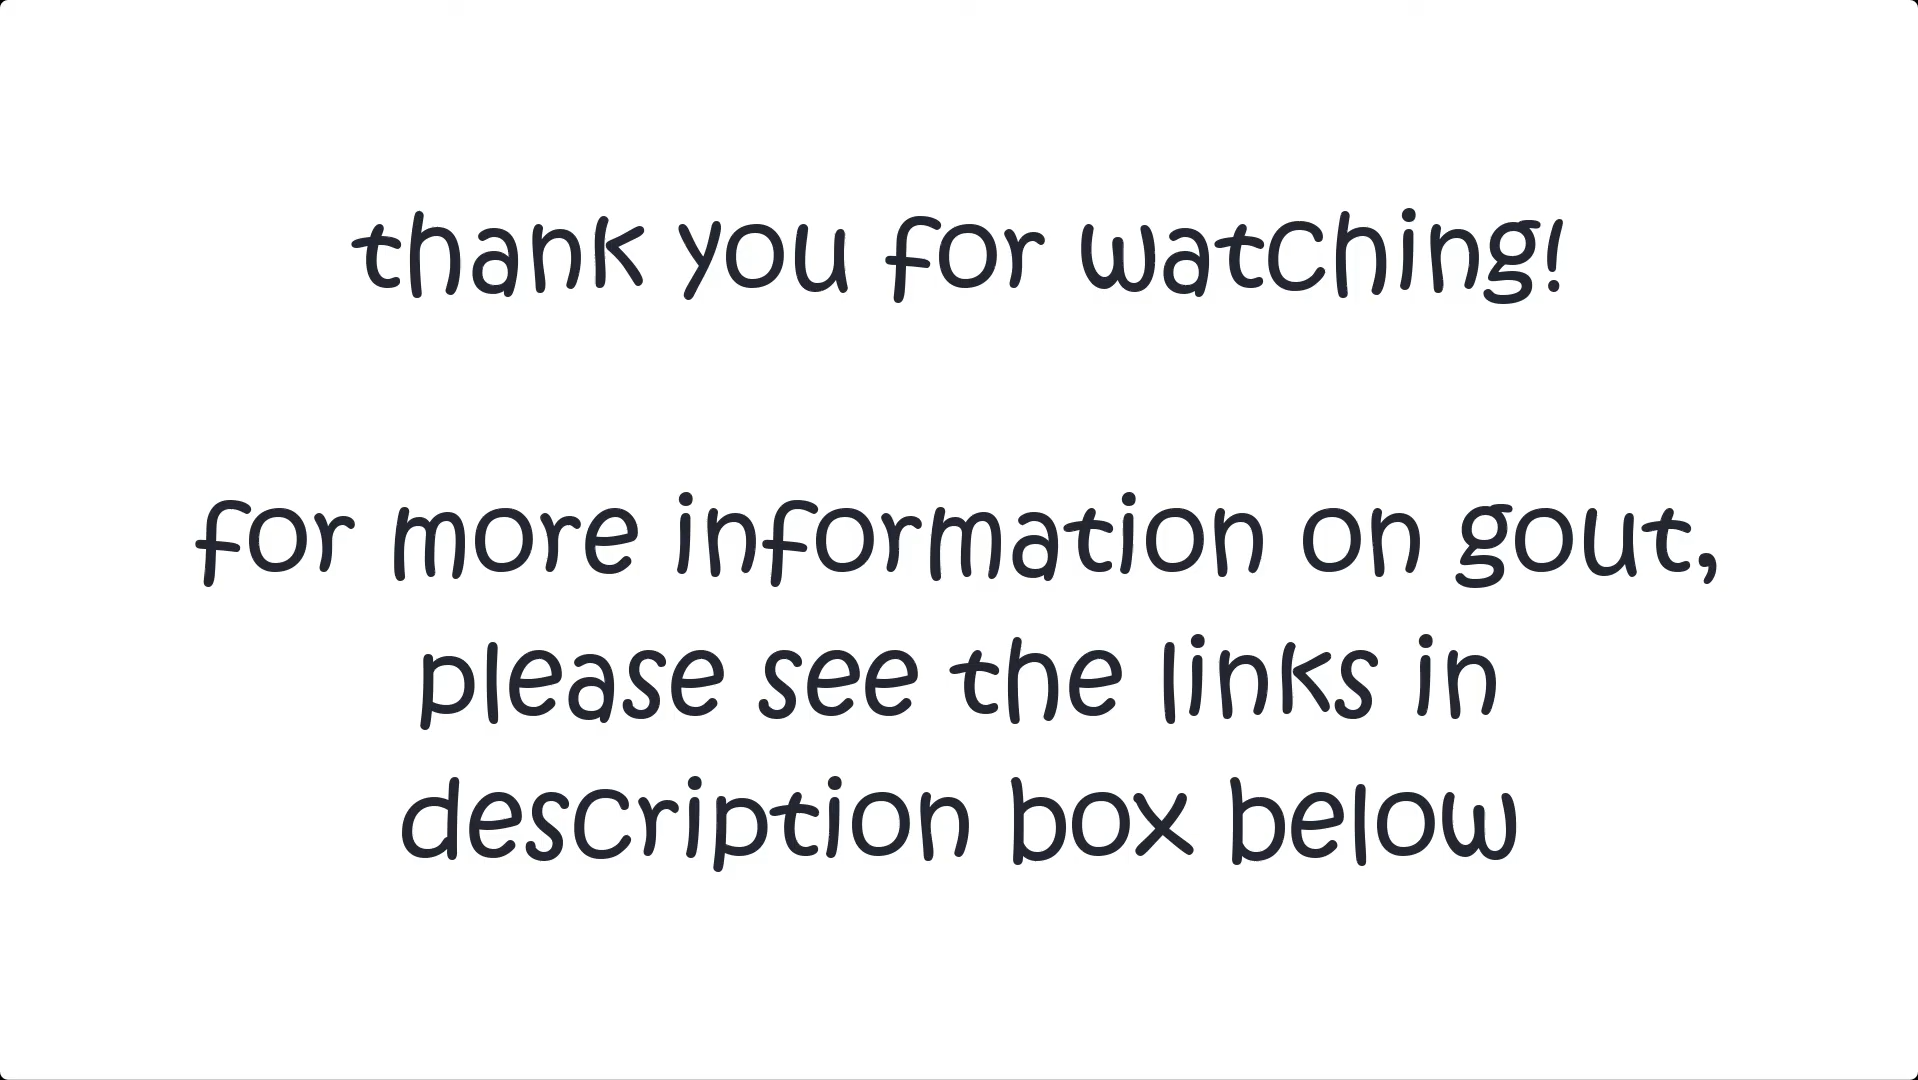 thank you for watching!
for more information on gout,
please see the links in
description box below